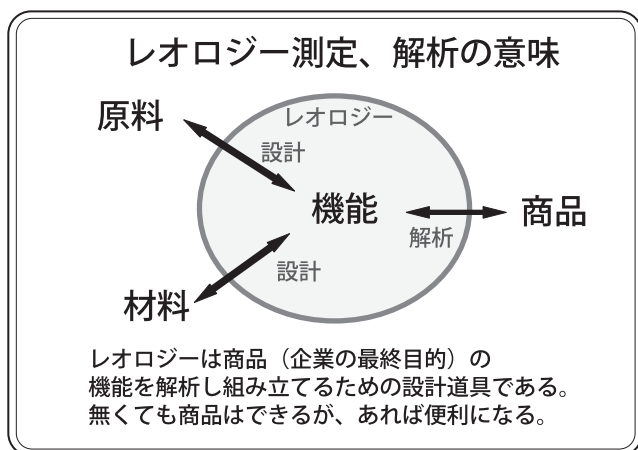 レオロジー測定、解析の意味
原料
レオロジー
設計
機能
商品
解析
設計
材料
レオロジーは商品（企業の最終目的）の
機能を解析し組み立てるための設計道具である。
無くても商品はできるが、あれば便利になる。